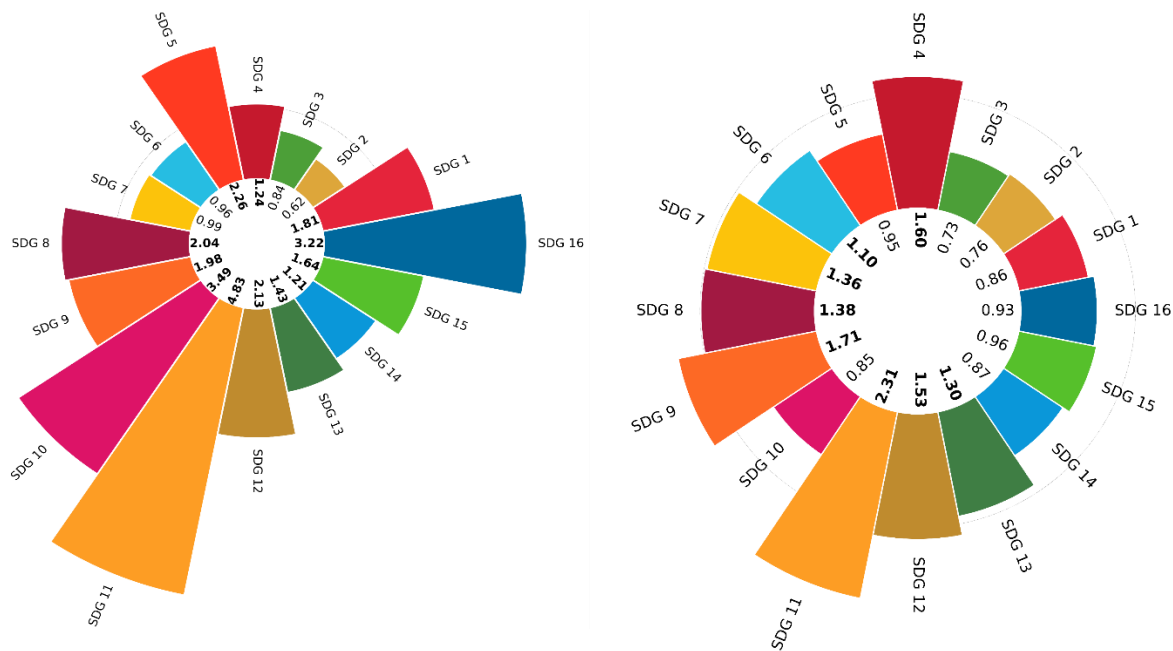 SDG 1
SDG 2
SDG 3
SDG 4
SDG 5
SDG 6
SDG 7
SDG 8
SDG 9
SDG 10
SDG 11
SDG 12
SDG 13
SDG 14
SDG 15
SDG 16
1.81
0.62
0.84
1.24
2.26
0.96
0.99
2.04
1.98
3.49
4.83
2.13
1.43
1.21
1.64
3.22
SDG 1
SDG 2
SDG 3
SDG 4
SDG 5
SDG 6
SDG 7
SDG 8
SDG 9
SDG 10
SDG 11
SDG 12
SDG 13
SDG 14
SDG 15
SDG 16
0.86
0.76
0.73
1.60
0.95
1.10
1.36
1.38
1.71
0.85
2.31
1.53
1.30
0.87
0.96
0.93